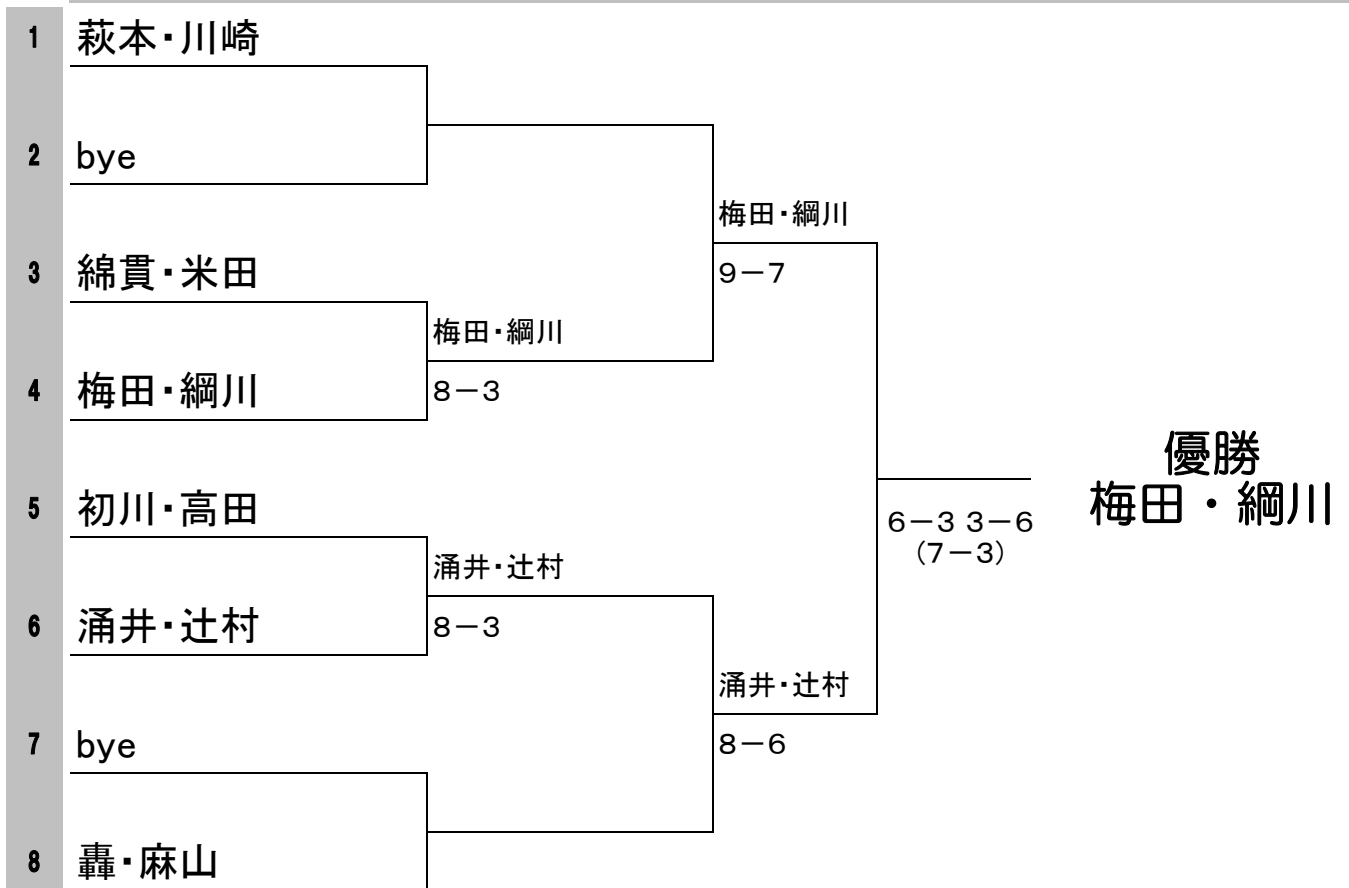 1 萩本・川崎
2 bye
3 綿貫・米田
4 梅田・綱川
5 初川・高田
6 涌井・辻村
7 bye
8 轟・麻山
梅田・綱川
8－3
涌井・辻村
8－3
梅田・綱川
9－7
涌井・辻村
8－6
6－3 3－6
（7－3）
優勝
梅田・綱川